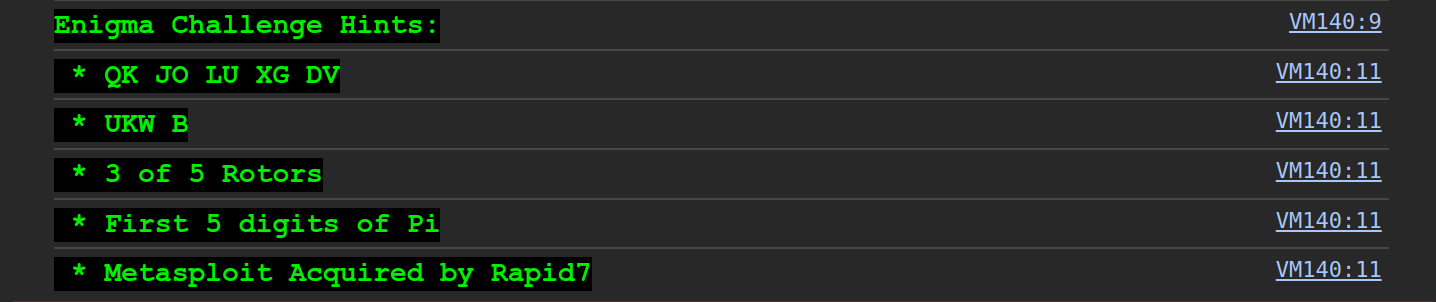 Enigma Challenge Hints: VM140:9
* QK JO LU XG DV VM140:11
* UKW B VM140:11
* 3 of 5 Rotors VM140:11
* First 5 digits of Pi VM140:11
* Metasploit Acquired by Rapid7 VM140:11